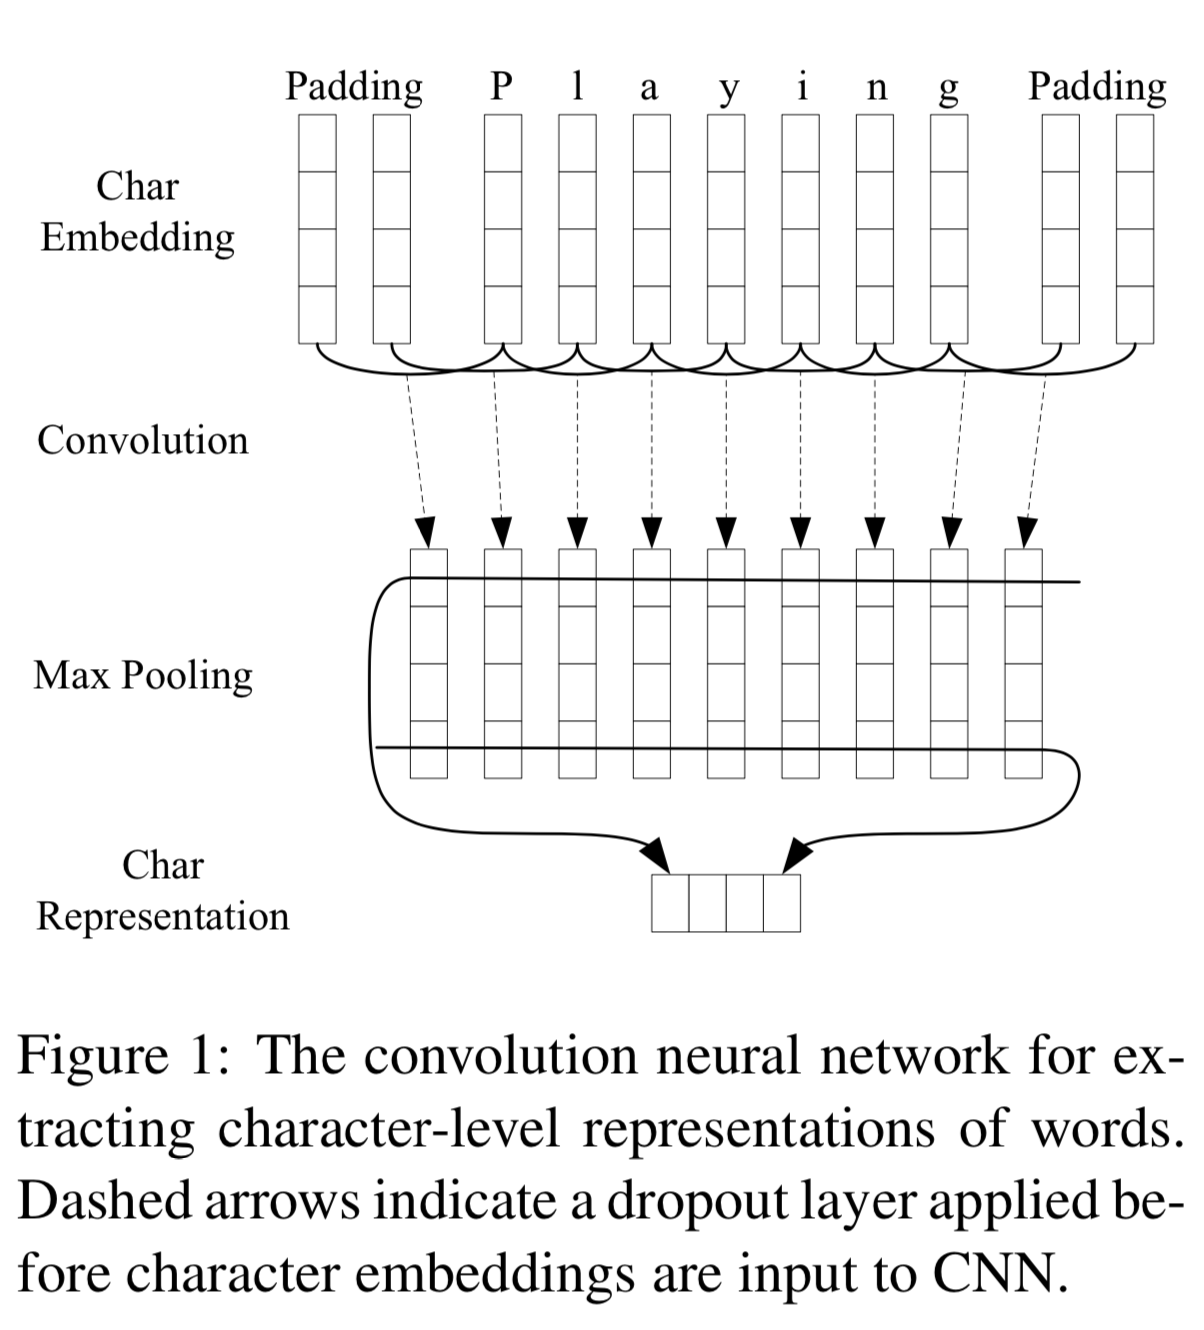 Padding P l a y i n g Padding
Char
Embedding
Convolution
Max Pooling
Char
Representation
Figure 1: The convolution neural network for ex-
tracting character-level representations of words.
Dashed arrows indicate a dropout layer applied be-
fore character embeddings are input to CNN.